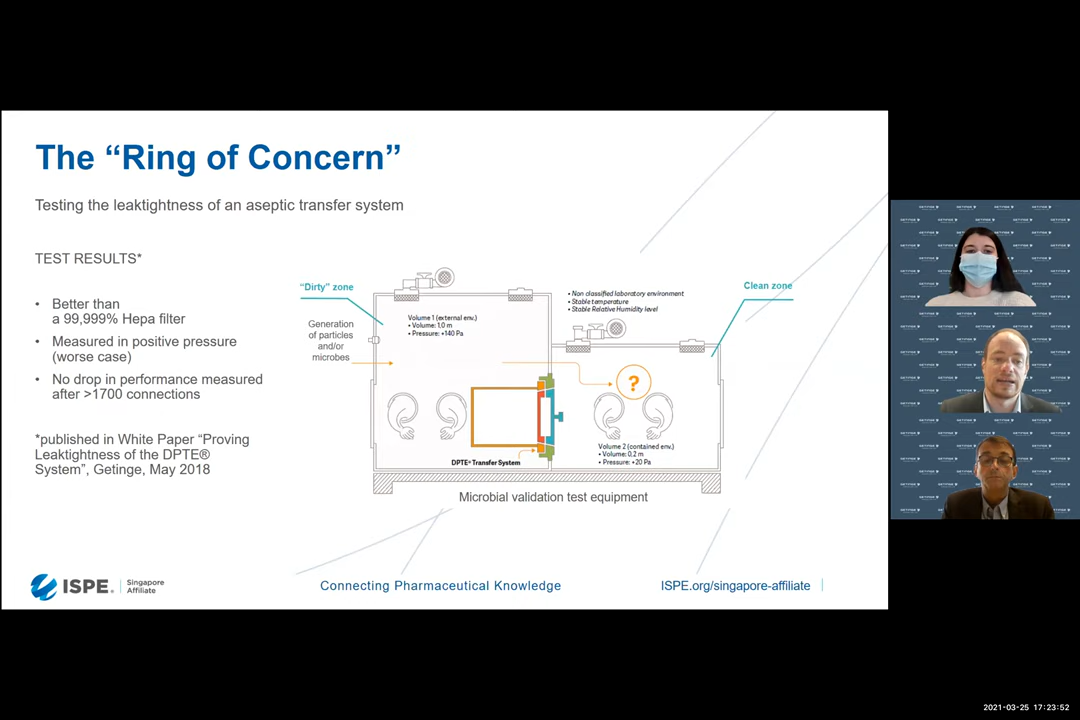 The “Ring of Concern”
Testing the leaktightness of an aseptic transfer system
TEST RESULTS*
• Better than
a 99,999% Hepa filter
• Measured in positive pressure
(worse case)
• No drop in performance measured
after >1700 connections
*published in White Paper “Proving
Leaktightness of the DPTE®
System”, Getinge, May 2018
“Dirty” zone
Generation
of particles
and/or
microbes
Volume 1 (external env.)
• Volume: 1,0 m
• Pressure: +140 Pa
• Non classified laboratory environment
• Stable temperature
• Stable Relative Humidity level
Clean zone
?
Volume 2 (contained env.)
• Volume: 0,2 m
• Pressure: +20 Pa
DPTE® Transfer System
Microbial validation test equipment
ISPE®
Singapore
Affiliate
Connecting Pharmaceutical Knowledge
ISPE.org/singapore-affiliate
2021-03-25 17:23:52